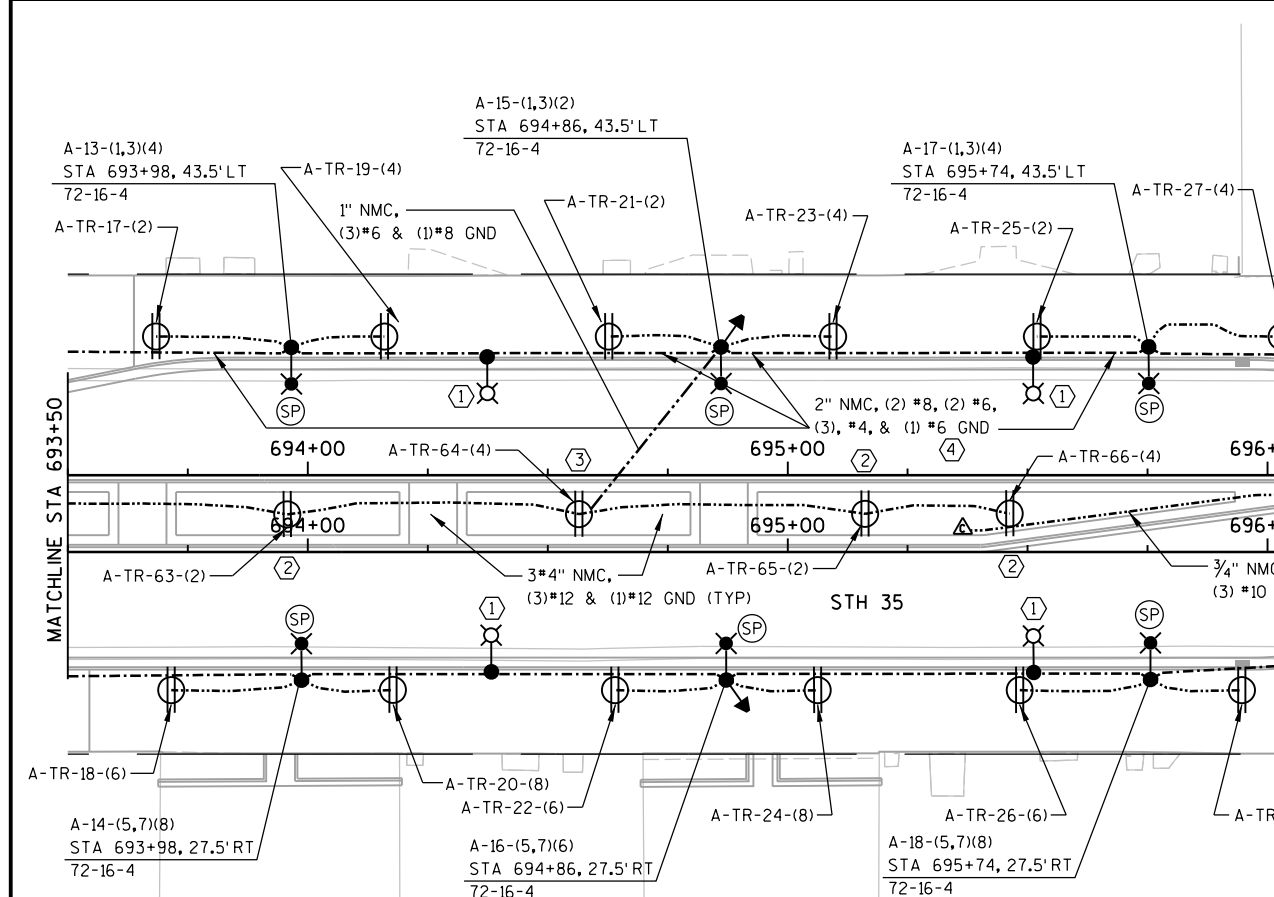 A-15-(1,3)(2)
STA 694+86, 43.5'LT
72-16-4
A-13-(1,3)(4)
STA 693+98, 43.5'LT
72-16-4
A-17-(1,3)(4)
STA 695+74, 43.5'LT
72-16-4
A-TR-19-(4)
A-TR-27-(4)
A-TR-21-(2)
1" NMC,
(3)#6 & (1)#8 GND
A-TR-23-(4)
A-TR-17-(2)
A-TR-25-(2)
1
1
SP
SP
SP
2" NMC, (2) #8, (2) #6,
(3), #4, & (1) #6 GND
MATCHLINE STA 693+50
694+00
A-TR-64-(4)
3
695+00
2
4
A-TR-66-(4)
696+
694+00
695+00
C
696+
A-TR-63-(2)
2
3#4" NMC,
(3)#12 & (1)#12 GND (TYP)
A-TR-65-(2)
2
3/4" NMC
(3) #10
STH 35
SP
1
SP
1
SP
A-TR-18-(6)
A-TR-20-(8)
A-TR-22-(6)
A-TR-24-(8)
A-TR-26-(6)
A-TR
A-14-(5,7)(8)
STA 693+98, 27.5'RT
72-16-4
A-16-(5,7)(6)
STA 694+86, 27.5'RT
72-16-4
A-18-(5,7)(8)
STA 695+74, 27.5'RT
72-16-4